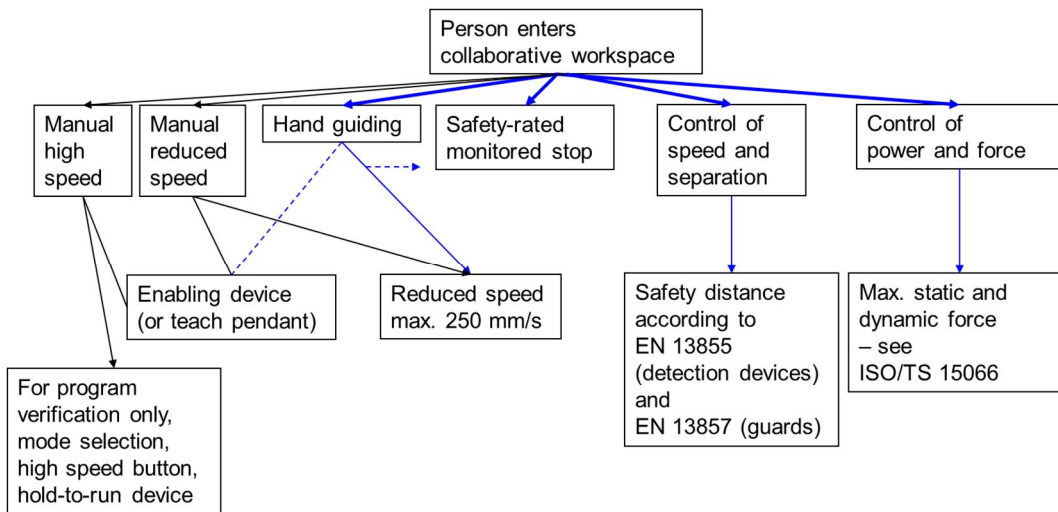 Person enters
collaborative workspace
Manual
high
speed
Manual
reduced
speed
Hand guiding
Safety-rated
monitored stop
Control of
speed and
separation
Control of
power and force
Enabling device
(or teach pendant)
Reduced speed
max. 250 mm/s
Safety distance
according to
EN 13855
(detection devices)
and
EN 13857 (guards)
Max. static and
dynamic force
– see
ISO/TS 15066
For program
verification only,
mode selection,
high speed button,
hold-to-run device